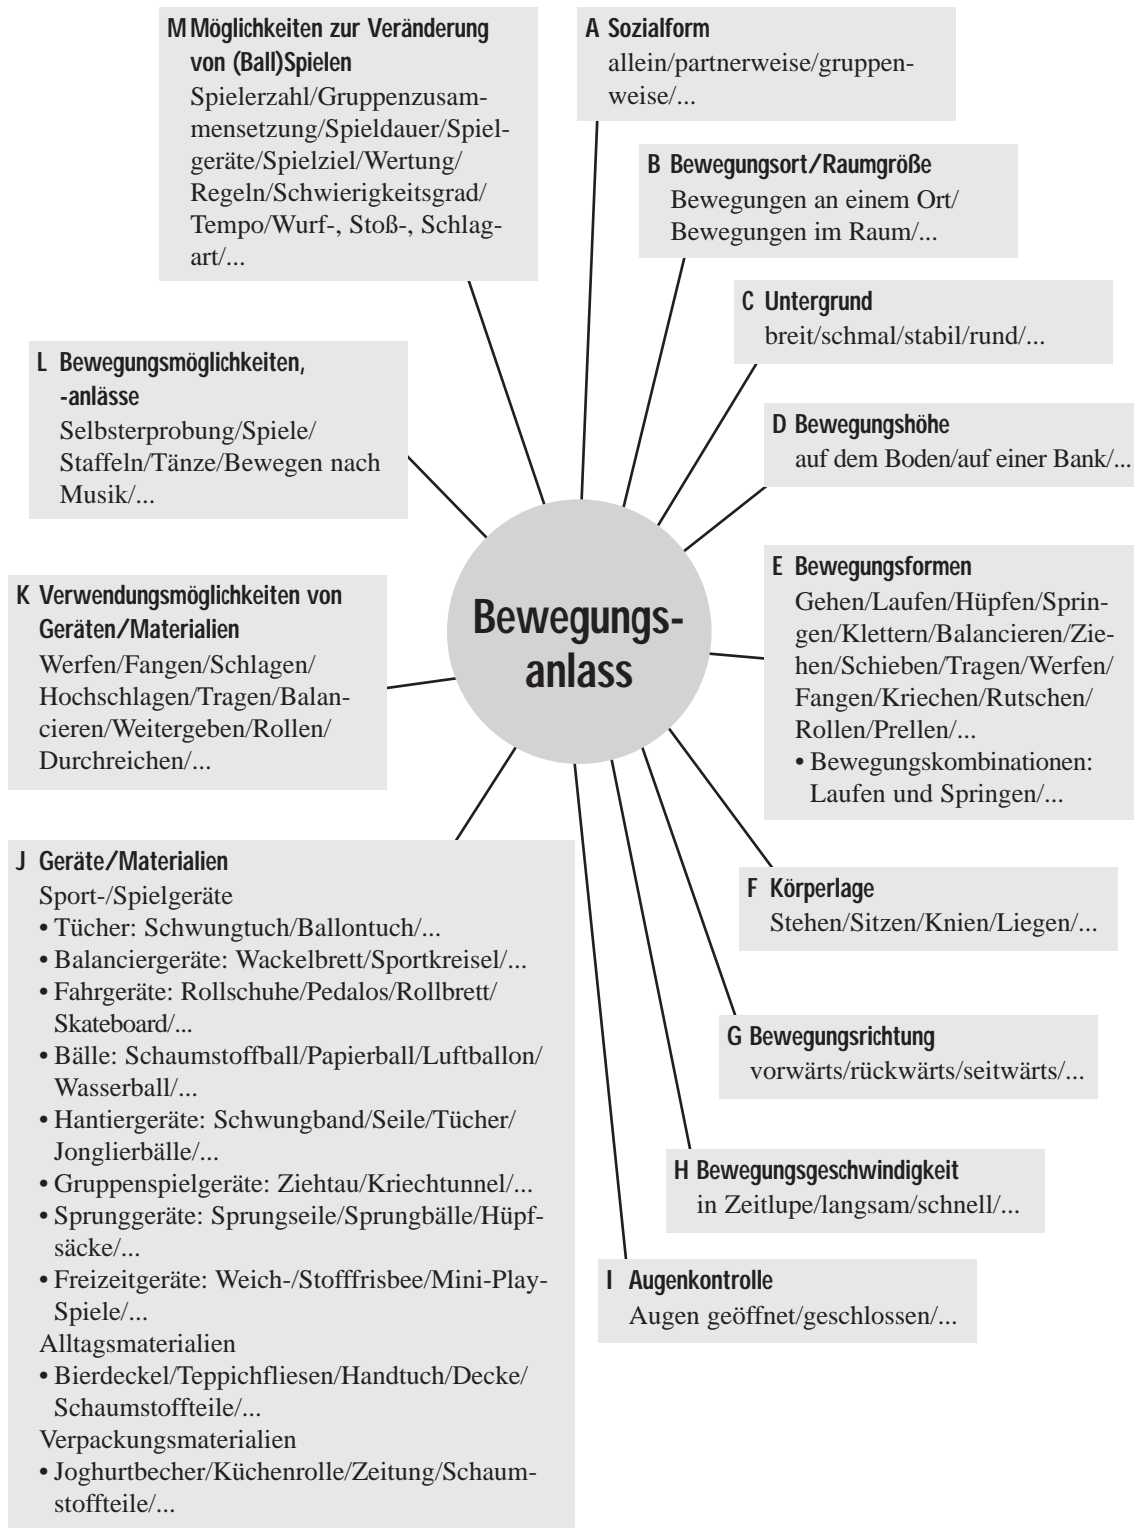 M Möglichkeiten zur Veränderung
von (Ball)Spielen
Spielerzahl/Gruppenzusam-
mensetzung/Spieldauer/Spiel-
geräte/Spielziel/Wertung/
Regeln/Schwierigkeitsgrad/
Tempo/Wurf-, Stoß-, Schlag-
art/...
A Sozialform
allein/partnerweise/gruppen-
weise/...
B Bewegungsort/Raumgröße
Bewegungen an einem Ort/
Bewegungen im Raum/...
C Untergrund
breit/schmal/stabil/rund/...
L Bewegungsmöglichkeiten,
-anlässe
Selbsterprobung/Spiele/
Staffeln/Tänze/Bewegen nach
Musik/...
D Bewegungshöhe
auf dem Boden/auf einer Bank/...
E Bewegungsformen
Gehen/Laufen/Hüpfen/Sprin-
gen/Klettern/Balancieren/Zie-
hen/Schieben/Tragen/Werfen/
Fangen/Kriechen/Rutschen/
Rollen/Prellen/...
• Bewegungskombinationen:
Laufen und Springen/...
Bewegungs-
anlass
K Verwendungsmöglichkeiten von
Geräten/Materialien
Werfen/Fangen/Schlagen/
Hochschlagen/Tragen/Balan-
cieren/Weitergeben/Rollen/
Durchreichen/...
J Geräte/Materialien
Sport-/Spielgeräte
• Tücher: Schwungtuch/Ballontuch/...
• Balanciergeräte: Wackelbrett/Sportkreisel/...
• Fahrgeräte: Rollschuhe/Pedalos/Rollbrett/
Skateboard/...
• Bälle: Schaumstoffball/Papierball/Luftballon/
Wasserball/...
• Hantiergeräte: Schwungband/Seile/Tücher/
Jonglierbälle/...
• Gruppenspielgeräte: Ziehtau/Kriechtunnel/...
• Sprunggeräte: Sprungseile/Sprungbälle/Hüpf-
säcke/...
• Freizeitgeräte: Weich-/Stofffrisbee/Mini-Play-
Spiele/...
Alltagsmaterialien
• Bierdeckel/Teppichfliesen/Handtuch/Decke/
Schaumstoffteile/...
Verpackungsmaterialien
• Joghurtbecher/Küchenrolle/Zeitung/Schaum-
stoffteile/...
F Körperlage
Stehen/Sitzen/Knien/Liegen/...
G Bewegungsrichtung
vorwärts/rückwärts/seitwärts/...
H Bewegungsgeschwindigkeit
in Zeitlupe/langsam/schnell/...
I Augenkontrolle
Augen geöffnet/geschlossen/...